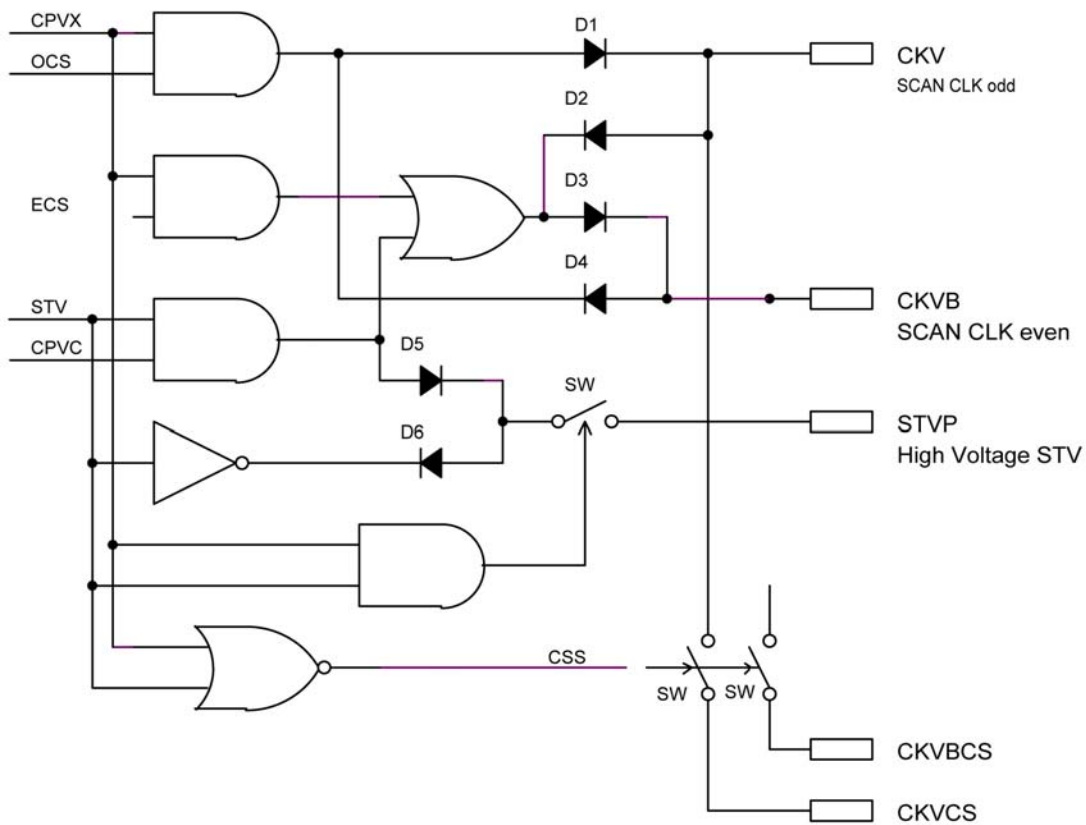 CPVX
OCS
D1
CKV
SCAN CLK odd
D2
ECS
D3
D4
CKVB
SCAN CLK even
STV
CPVC
D5
SW
STVP
High Voltage STV
D6
CSS
SW
SW
CKVBCS
CKVCS